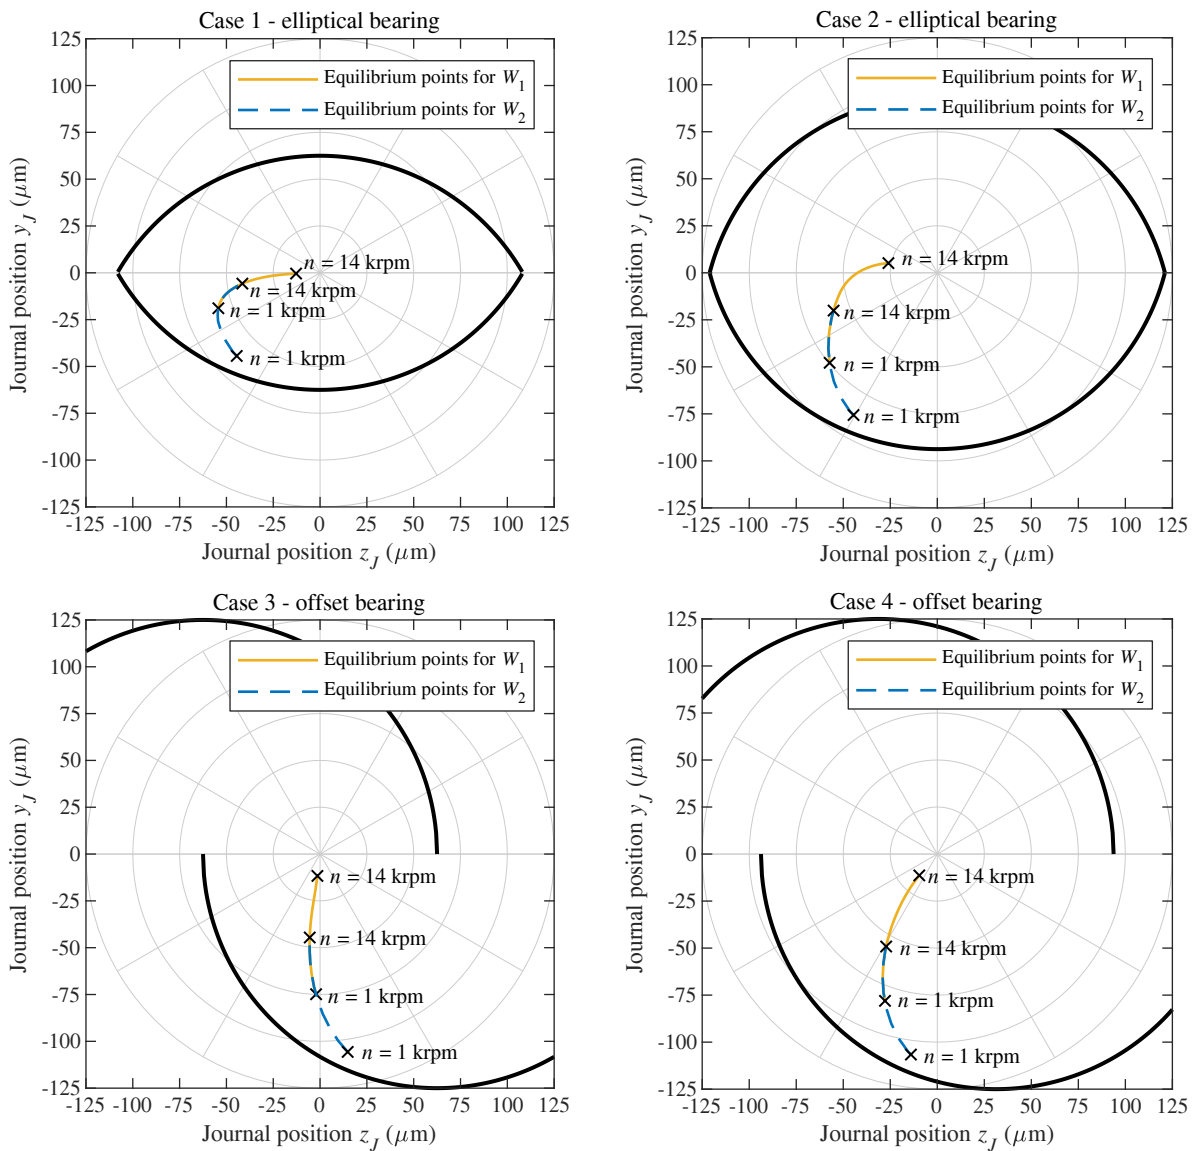 Case 1 - elliptical bearing
125
100
75
50
25
0
-25
-50
-75
-100
-125
-125 -100 -75 -50 -25 0 25 50 75 100 125
Journal position y_J (μm)
Journal position z_J (μm)
Equilibrium points for W_1
Equilibrium points for W_2
n = 14 krpm
n = 14 krpm
n = 1 krpm
n = 1 krpm
Case 2 - elliptical bearing
125
100
75
50
25
0
-25
-50
-75
-100
-125
-125 -100 -75 -50 -25 0 25 50 75 100 125
Journal position y_J (μm)
Journal position z_J (μm)
Equilibrium points for W_1
Equilibrium points for W_2
n = 14 krpm
n = 14 krpm
n = 1 krpm
n = 1 krpm
Case 3 - offset bearing
125
100
75
50
25
0
-25
-50
-75
-100
-125
-125 -100 -75 -50 -25 0 25 50 75 100 125
Journal position y_J (μm)
Journal position z_J (μm)
Equilibrium points for W_1
Equilibrium points for W_2
n = 14 krpm
n = 14 krpm
n = 1 krpm
n = 1 krpm
Case 4 - offset bearing
125
100
75
50
25
0
-25
-50
-75
-100
-125
-125 -100 -75 -50 -25 0 25 50 75 100 125
Journal position y_J (μm)
Journal position z_J (μm)
Equilibrium points for W_1
Equilibrium points for W_2
n = 14 krpm
n = 14 krpm
n = 1 krpm
n = 1 krpm